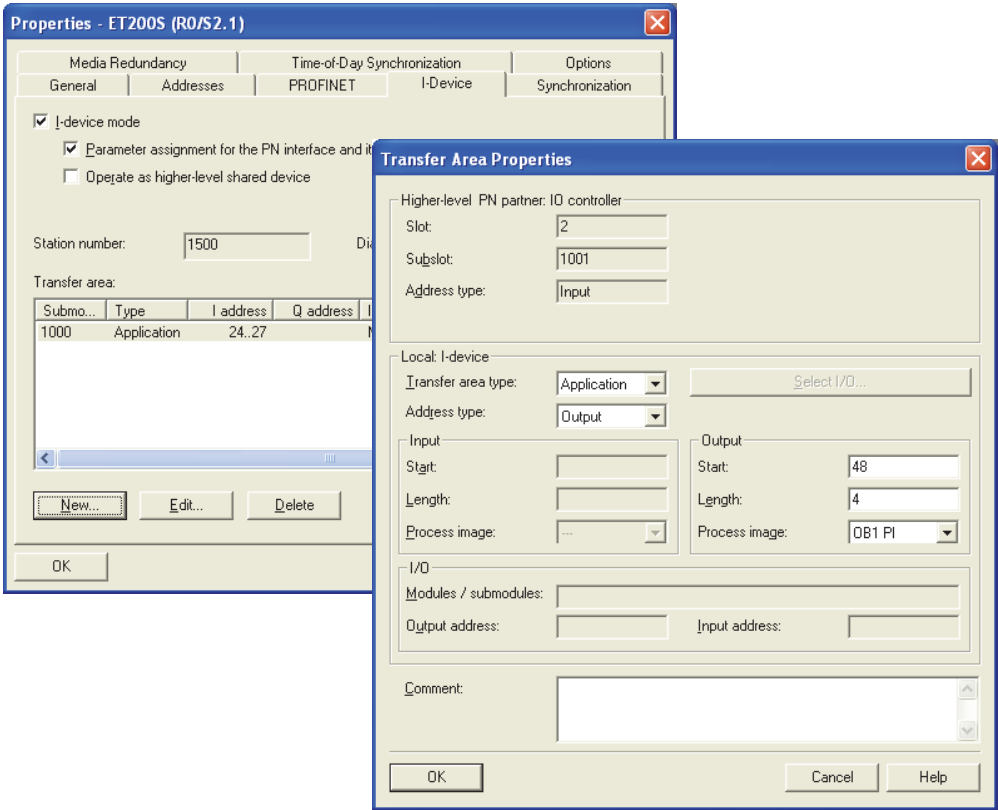 Properties - ET200S (R0/S2.1)
Media Redundancy
Time-of-Day Synchronization
Options
General
Addresses
PROFINET
I-Device
Synchronization
I-device mode
Parameter assignment for the PN interface and it
Operate as higher-level shared device
Station number:
1500
Transfer area:
Submo...
Type
I address
Q address
1000
Application
24..27
New...
Edit...
Delete
OK
Transfer Area Properties
Higher-level PN partner: IO controller
Slot:
2
Subslot:
1001
Address type:
Input
Local: I-device
Transfer area type:
Application
Select I/O...
Address type:
Output
Input
Start:
Length:
Process image:
---
Output
Start:
48
Length:
4
Process image:
OB1 PI
I/O
Modules / submodules:
Output address:
Input address:
Comment:
OK
Cancel
Help